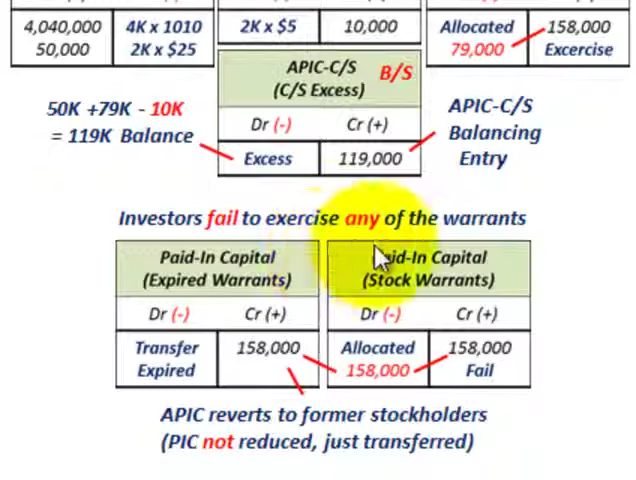 4,040,000 4K x 1010 2K x $5 10,000 Allocated 158,000
50,000 2K x $25 79,000 Excercise
APIC-C/S B/S
(C/S Excess)
Dr (-) Cr (+)
Excess 119,000
50K +79K - 10K
= 119K Balance
APIC-C/S
Balancing
Entry
Investors fail to exercise any of the warrants
Paid-In Capital
(Expired Warrants)
Dr (-) Cr (+)
Transfer 158,000
Expired
Paid-In Capital
(Stock Warrants)
Dr (-) Cr (+)
Allocated 158,000
158,000 Fail
APIC reverts to former stockholders
(PIC not reduced, just transferred)